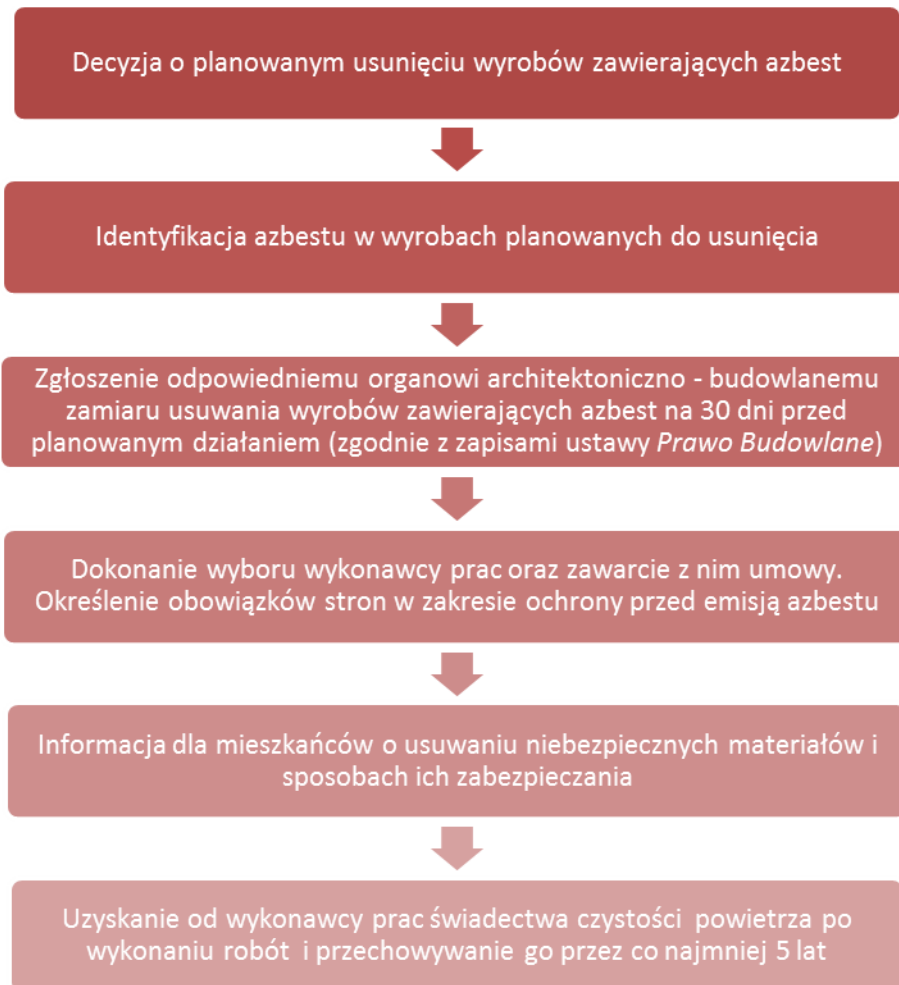 Decyzja o planowanym usunięciu wyrobów zawierających azbest
Identyfikacja azbestu w wyrobach planowanych do usunięcia
Zgłoszenie odpowiedniemu organowi architektoniczno - budowlanemu
zamiaru usuwania wyrobów zawierających azbest na 30 dni przed
planowanym działaniem (zgodnie z zapisami ustawy Prawo Budowlane)
Dokonanie wyboru wykonawcy prac oraz zawarcie z nim umowy.
Określenie obowiązków stron w zakresie ochrony przed emisją azbestu
Informacja dla mieszkańców o usuwaniu niebezpiecznych materiałów i
sposobach ich zabezpieczania
Uzyskanie od wykonawcy prac świadectwa czystości powietrza po
wykonaniu robót i przechowywanie go przez co najmniej 5 lat